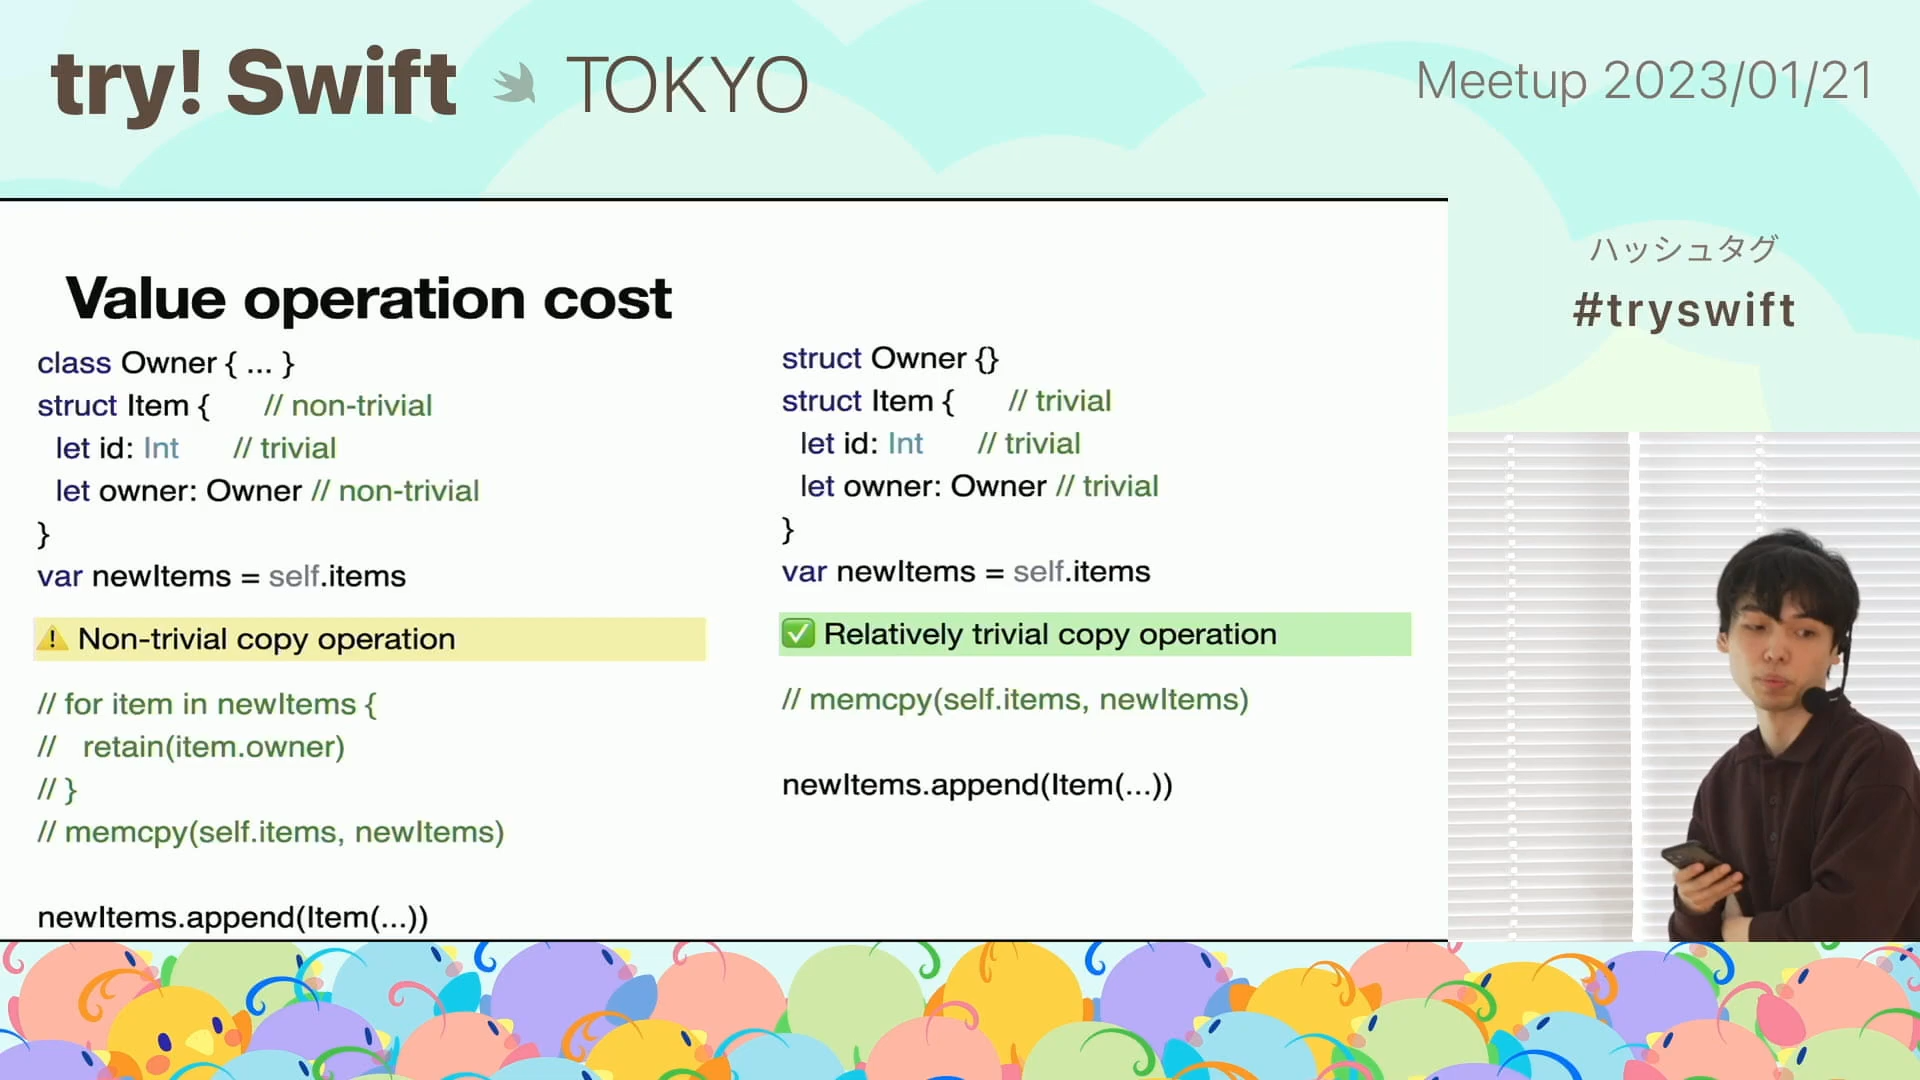 try! Swift TOKYO
Meetup 2023/01/21
ハッシュタグ
#tryswift
Value operation cost
class Owner { ... }
struct Item { // non-trivial
let id: Int // trivial
let owner: Owner // non-trivial
}
var newItems = self.items
⚠️ Non-trivial copy operation
// for item in newItems {
// retain(item.owner)
// }
// memcpy(self.items, newItems)
newItems.append(Item(...))
struct Owner {}
struct Item { // trivial
let id: Int // trivial
let owner: Owner // trivial
}
var newItems = self.items
✅ Relatively trivial copy operation
// memcpy(self.items, newItems)
newItems.append(Item(...))